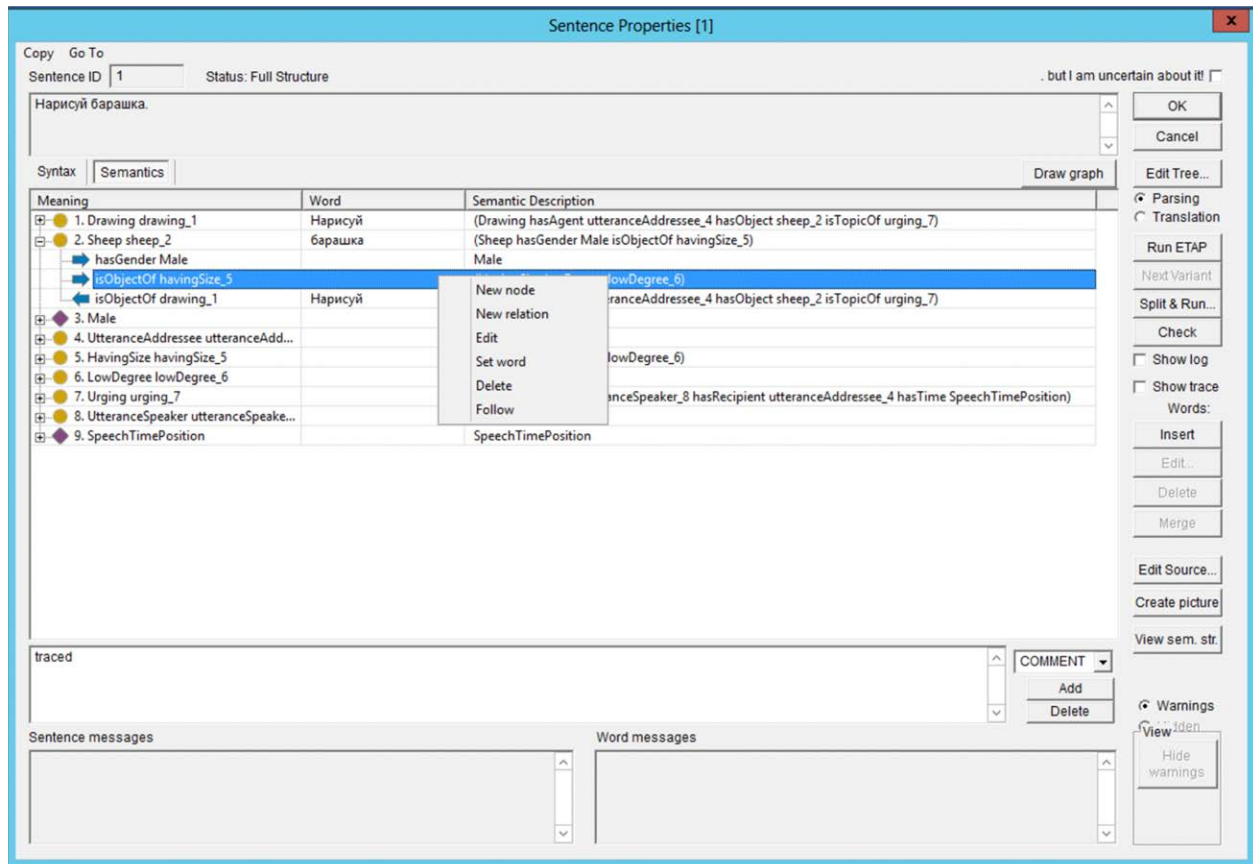 Sentence Properties [1]
x
Copy Go To
Sentence ID 1 Status: Full Structure . but I am uncertain about it!
Нарисуй барашка.
OK
Cancel
Syntax Semantics Draw graph Edit Tree...
Meaning Word Semantic Description
Parsing
Translation
1. Drawing drawing_1 Нарисуй (Drawing hasAgent utteranceAddressee_4 hasObject sheep_2 isTopicOf urging_7)
2. Sheep sheep_2 барашка (Sheep hasGender Male isObjectOf havingSize_5)
hasGender Male Male
isObjectOf havingSize_5 lowDegree_6)
isObjectOf drawing_1 Нарисуй eranceAddressee_4 hasObject sheep_2 isTopicOf urging_7)
3. Male
4. UtteranceAddressee utteranceAdd...
5. HavingSize havingSize_5 lowDegree_6)
6. LowDegree lowDegree_6
7. Urging urging_7 anceSpeaker_8 hasRecipient utteranceAddressee_4 hasTime SpeechTimePosition)
8. UtteranceSpeaker utteranceSpeake...
9. SpeechTimePosition SpeechTimePosition
New node
New relation
Edit
Set word
Delete
Follow
Run ETAP
Next Variant
Split & Run...
Check
Show log
Show trace
Words:
Insert
Edit...
Delete
Merge
Edit Source...
Create picture
View sem. str.
traced
COMMENT
Add
Delete
Warnings
View
Hide
warnings
Sentence messages Word messages